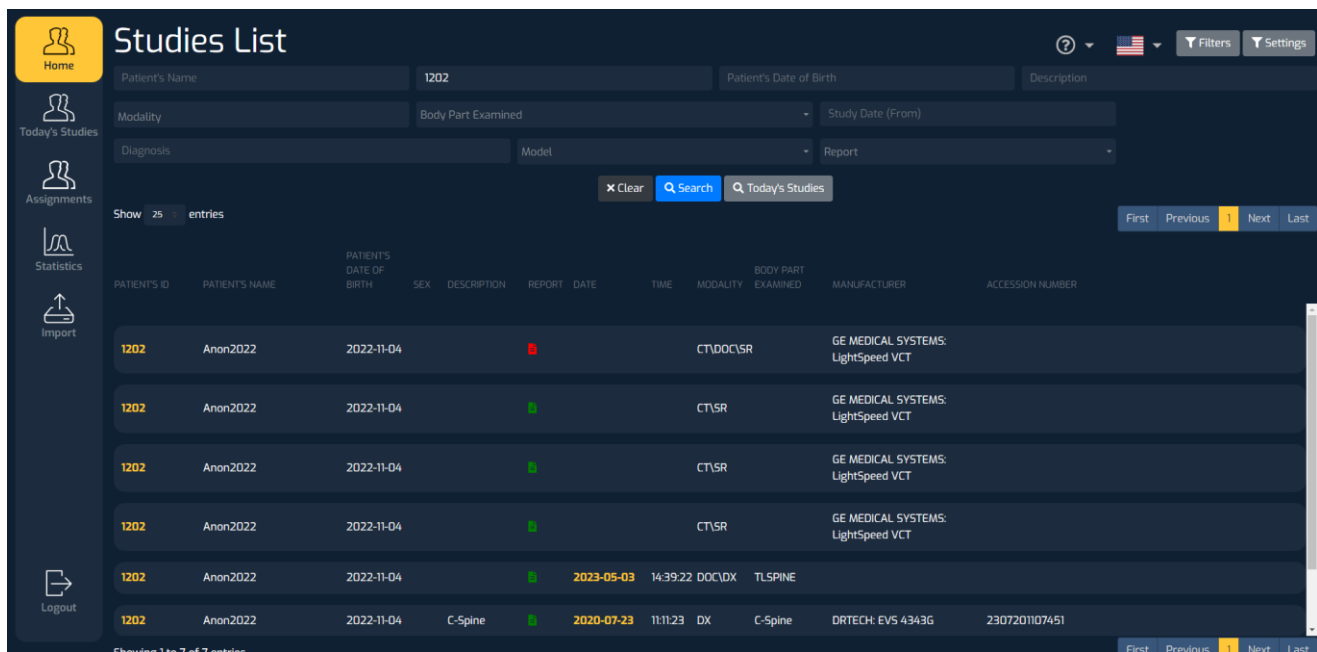 Studies List
Home
Filters
Settings
Patient's Name
1202
Patient's Date of Birth
Description
Modality
Body Part Examined
Study Date (From)
Today's Studies
Diagnosis
Model
Report
Assignments
× Clear
Search
Today's Studies
Show 25 entries
First Previous 1 Next Last
Statistics
PATIENT'S ID PATIENT'S NAME PATIENT'S DATE OF BIRTH SEX DESCRIPTION REPORT DATE TIME MODALITY BODY PART EXAMINED MANUFACTURER ACCESSION NUMBER
Import
1202 Anon2022 2022-11-04 CT\DOC\SR GE MEDICAL SYSTEMS: LightSpeed VCT
1202 Anon2022 2022-11-04 CT\SR GE MEDICAL SYSTEMS: LightSpeed VCT
1202 Anon2022 2022-11-04 CT\SR GE MEDICAL SYSTEMS: LightSpeed VCT
1202 Anon2022 2022-11-04 CT\SR GE MEDICAL SYSTEMS: LightSpeed VCT
1202 Anon2022 2022-11-04 2023-05-03 14:39:22 DOC\DX TLSPINE
Logout
1202 Anon2022 2022-11-04 C-Spine 2020-07-23 11:11:23 DX C-Spine DRTECH: EVS 4343G 2307201107451
Showing 1 to 7 of 7 entries
First Previous 1 Next Last